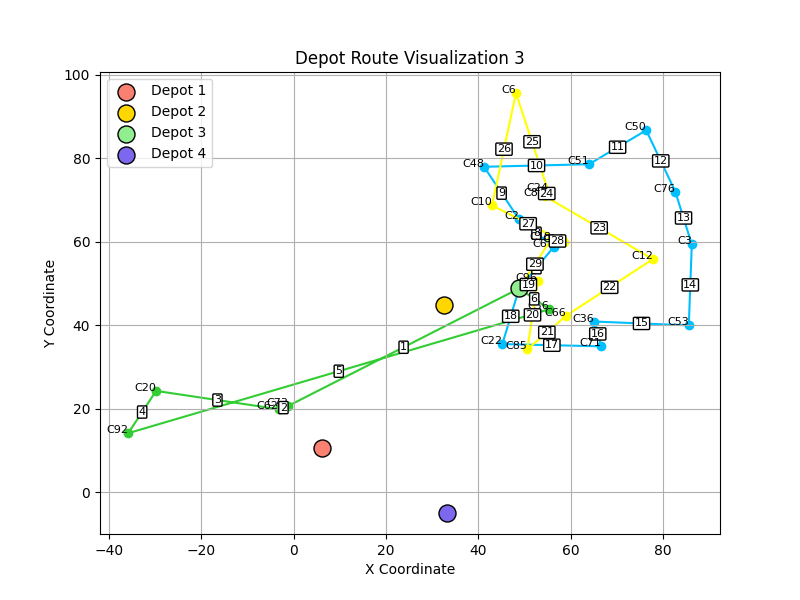 Depot Route Visualization 3
Depot 1
Depot 2
Depot 3
Depot 4
Y Coordinate
100
80
60
40
20
0
−40
−20
0
20
40
60
80
X Coordinate
C6
C50
C48
C51
C76
C10
C2
C3
C12
C66
C36
C53
C22
C85
C71
C20
C92
C62
C73
1
2
3
4
5
6
9
10
11
12
13
14
15
16
17
18
19
20
21
22
23
24
25
26
27
28
29